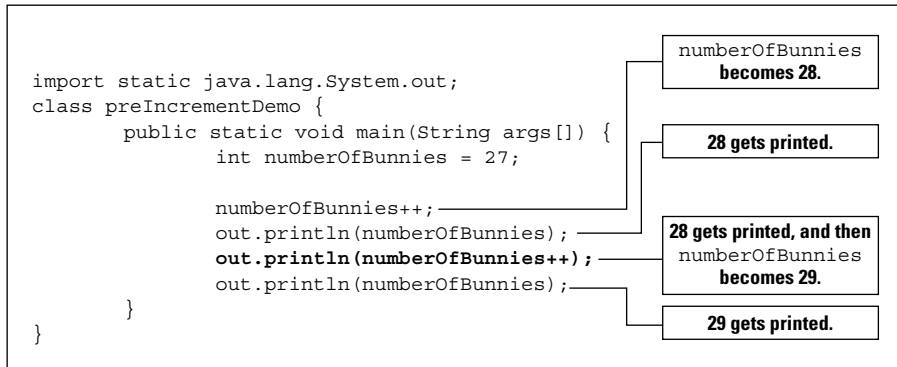 import static java.lang.System.out;
class preIncrementDemo {
public static void main(String args[]) {
int numberOfBunnies = 27;
numberOfBunnies++;
out.println(numberOfBunnies);
out.println(numberOfBunnies++);
out.println(numberOfBunnies);
}
}
numberOfBunnies
becomes 28.
28 gets printed.
28 gets printed, and then
numberOfBunnies
becomes 29.
29 gets printed.